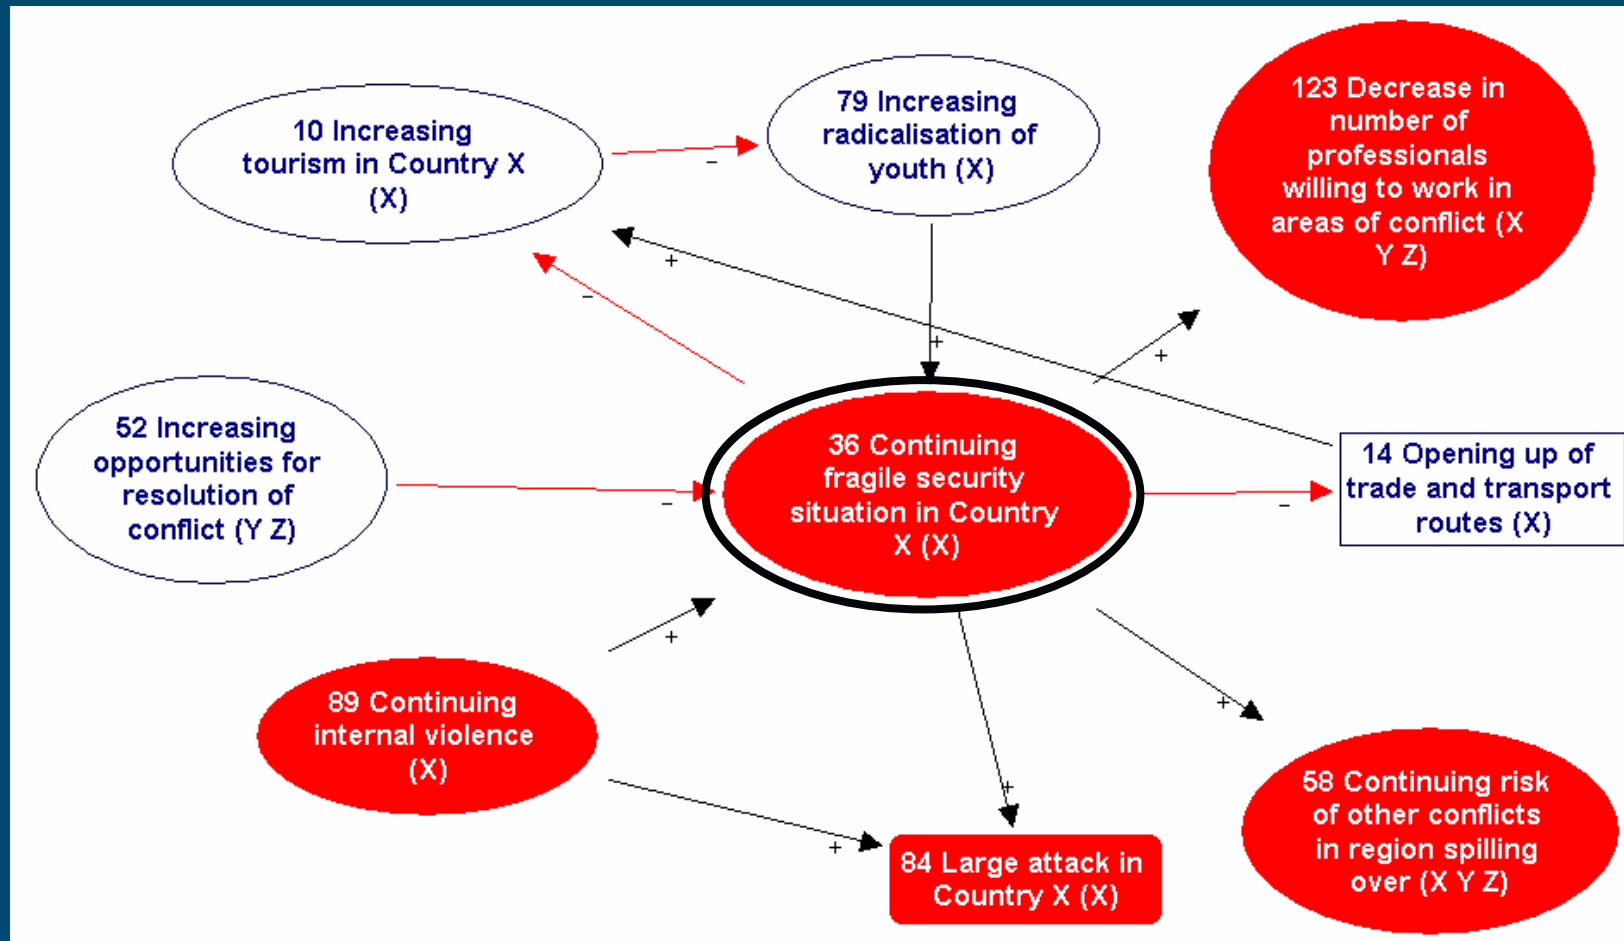 10 Increasing
tourism in Country X
(X)
79 Increasing
radicalisation of
youth (X)
123 Decrease in
number of
professionals
willing to work in
areas of conflict (X
Y Z)
−
+
−
+
+
52 Increasing
opportunities for
resolution of
conflict (Y Z)
−
36 Continuing
fragile security
situation in Country
X (X)
−
14 Opening up of
trade and transport
routes (X)
+
89 Continuing
internal violence
(X)
+
+
+
84 Large attack in
Country X (X)
58 Continuing risk
of other conflicts
in region spilling
over (X Y Z)